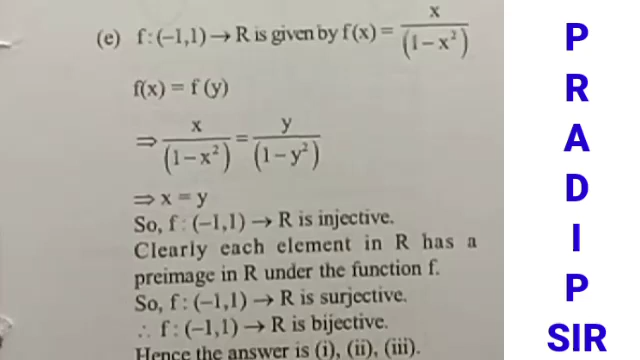 (e) f : (−1,1) → R is given by f(x) = x / (1 − x²)
f(x) = f (y)
⇒ x / (1 − x²) = y / (1 − y²)
⇒ x = y
So, f : (−1,1) → R is injective.
Clearly each element in R has a
preimage in R under the function f.
So, f : (−1,1) → R is surjective.
∴ f : (−1,1) → R is bijective.
Hence the answer is (i), (ii), (iii).
P
R
A
D
I
P
SIR